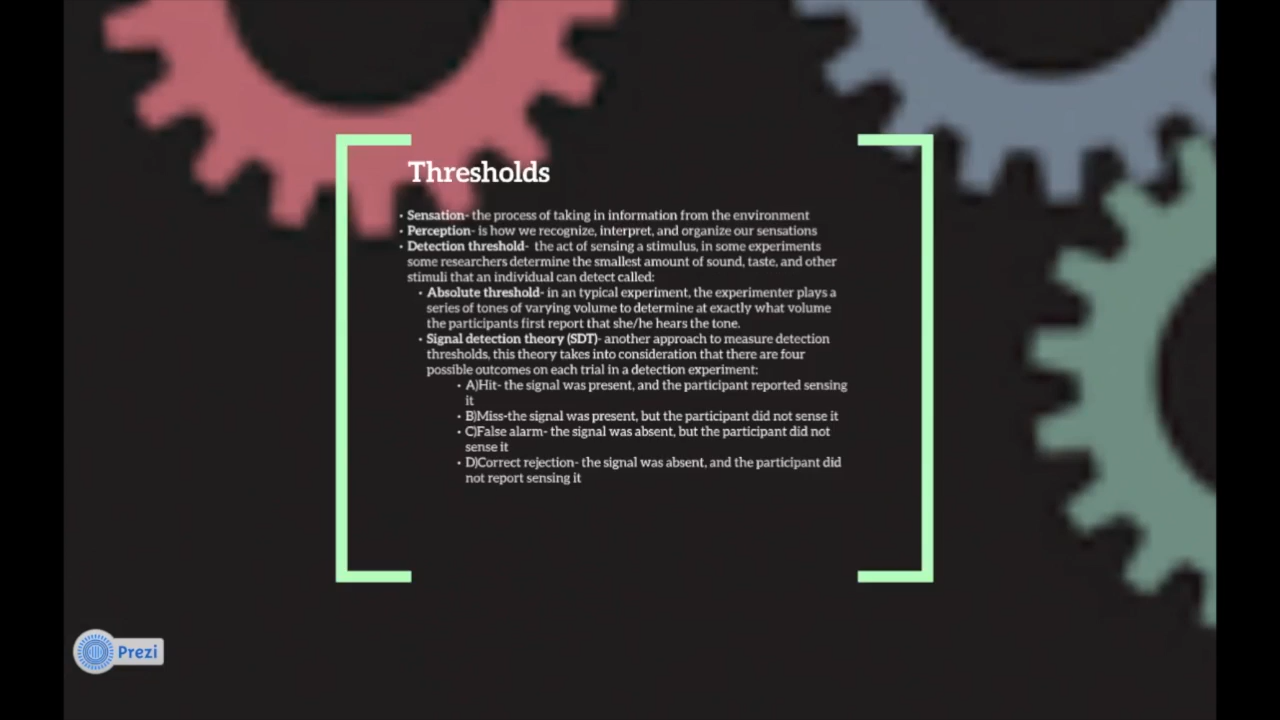 Thresholds
• Sensation- the process of taking in information from the environment
• Perception- is how we recognize, interpret, and organize our sensations
• Detection threshold- the act of sensing a stimulus, in some experiments
some researchers determine the smallest amount of sound, taste, and other
stimuli that an individual can detect called:
• Absolute threshold- in an typical experiment, the experimenter plays a
series of tones of varying volume to determine at exactly what volume
the participants first report that she/he hears the tone.
• Signal detection theory (SDT)- another approach to measure detection
thresholds, this theory takes into consideration that there are four
possible outcomes on each trial in a detection experiment:
• A)Hit- the signal was present, and the participant reported sensing
it
• B)Miss-the signal was present, but the participant did not sense it
• C)False alarm- the signal was absent, but the participant did not
sense it
• D)Correct rejection- the signal was absent, and the participant did
not report sensing it
Prezi